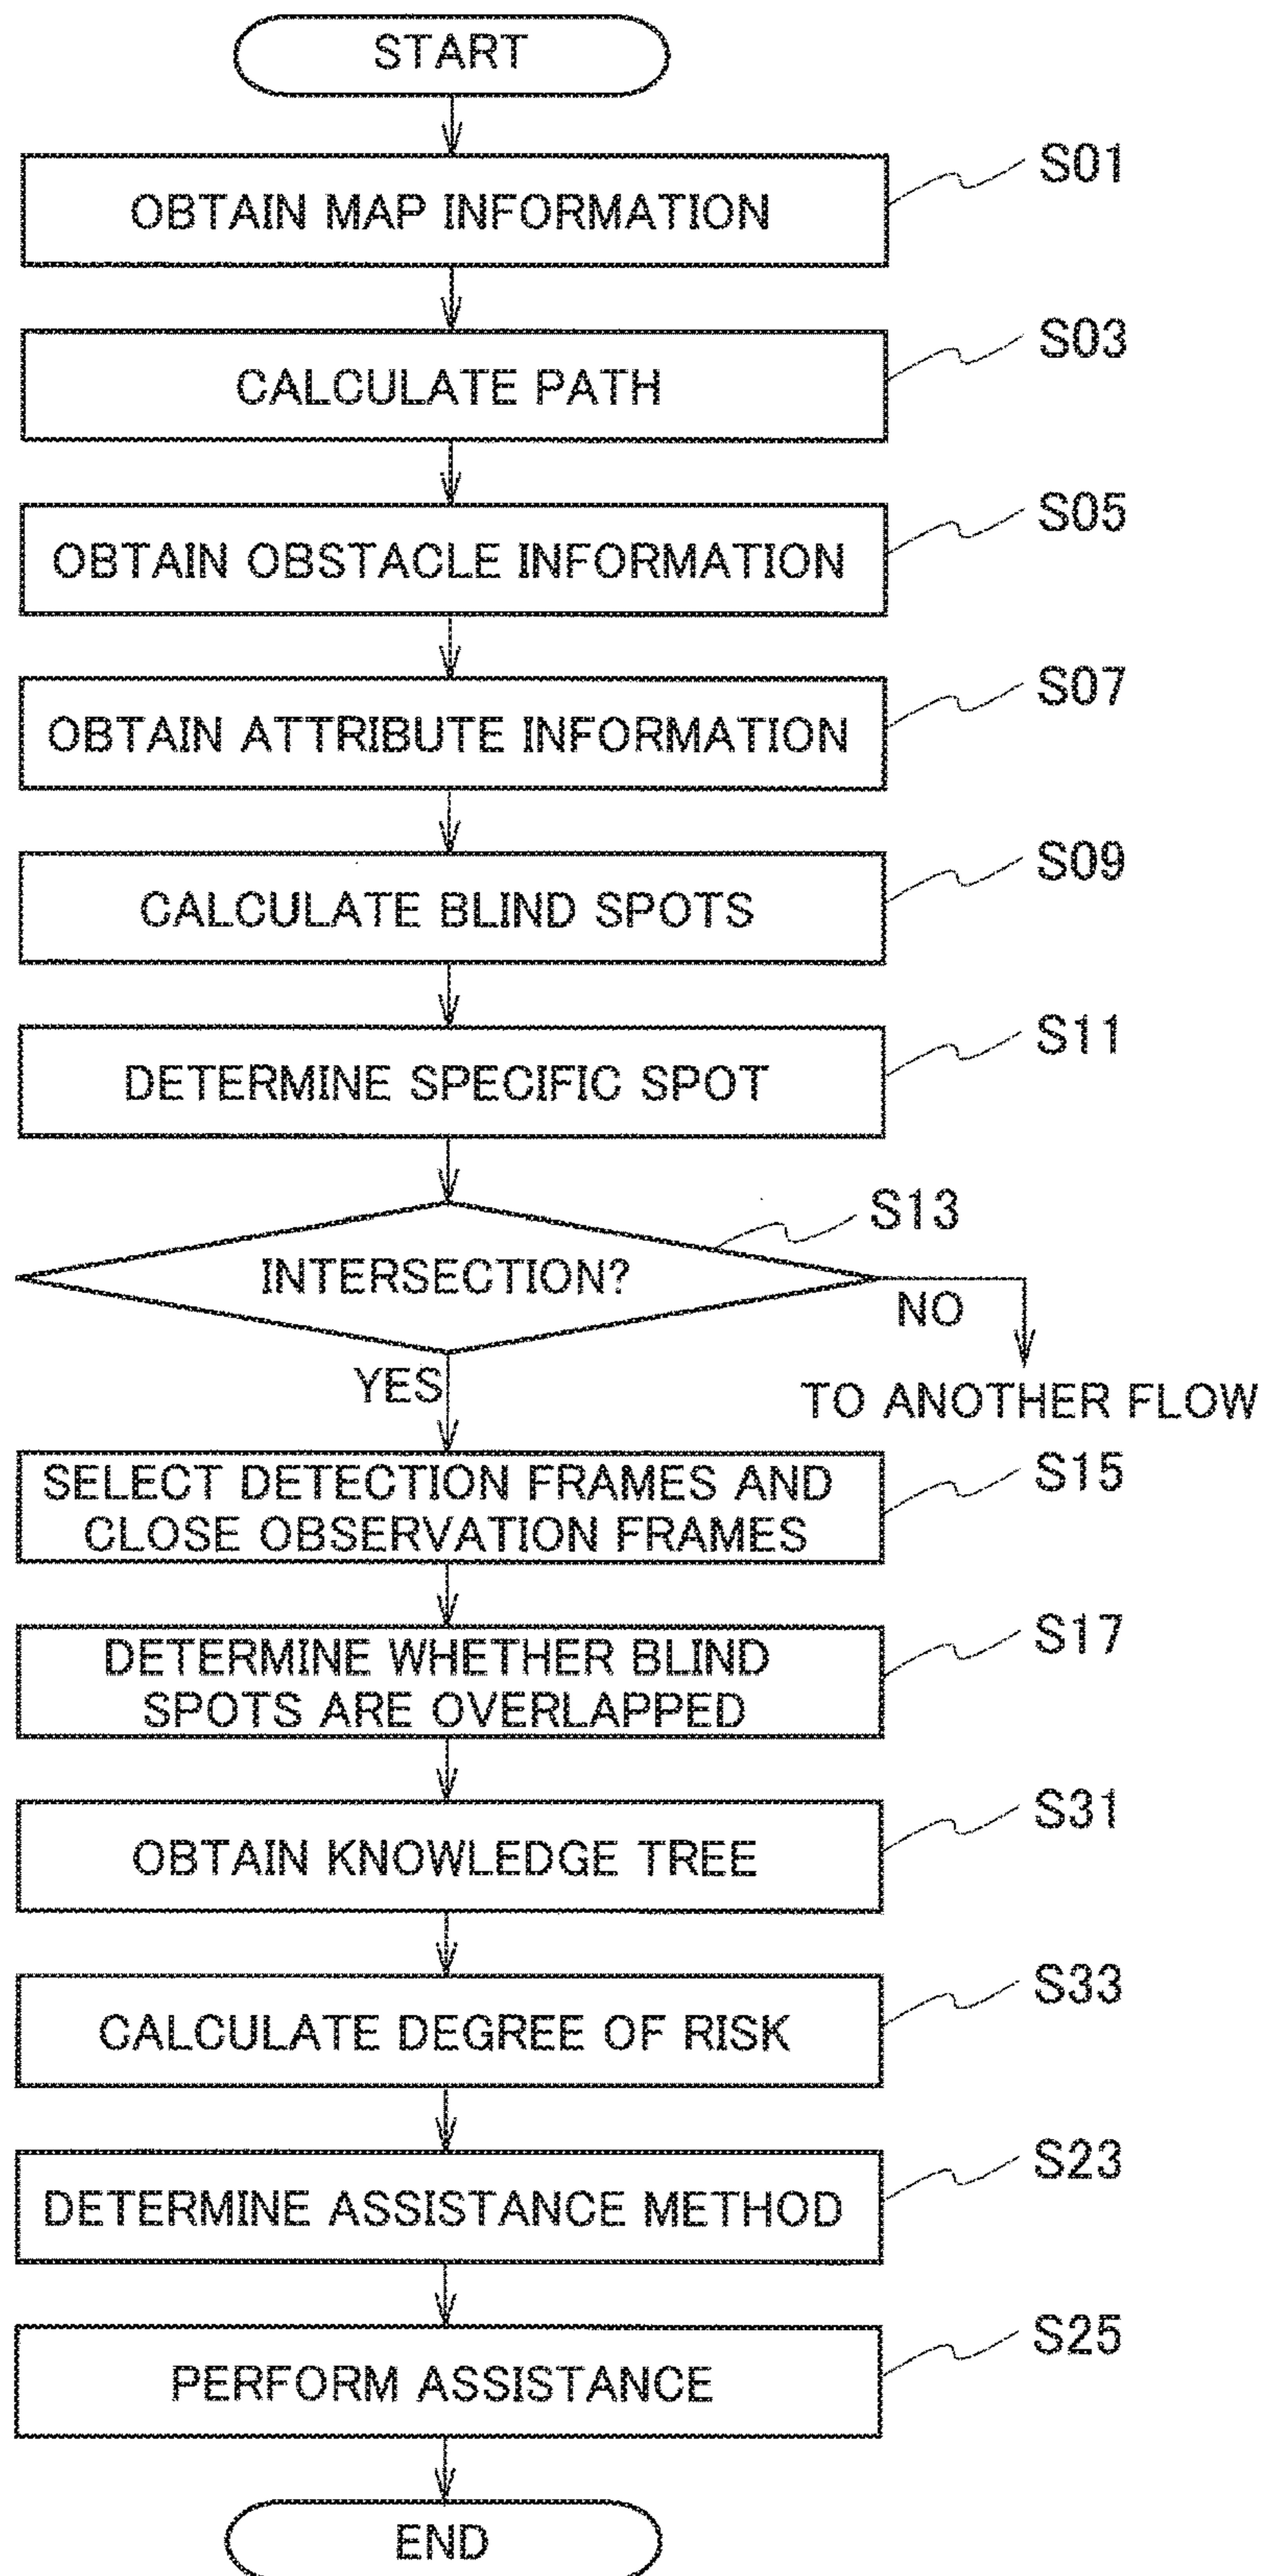 START
OBTAIN MAP INFORMATION
S01
CALCULATE PATH
S03
OBTAIN OBSTACLE INFORMATION
S05
OBTAIN ATTRIBUTE INFORMATION
S07
CALCULATE BLIND SPOTS
S09
DETERMINE SPECIFIC SPOT
S11
INTERSECTION?
S13
NO
TO ANOTHER FLOW
YES
SELECT DETECTION FRAMES AND
CLOSE OBSERVATION FRAMES
S15
DETERMINE WHETHER BLIND
SPOTS ARE OVERLAPPED
S17
OBTAIN KNOWLEDGE TREE
S31
CALCULATE DEGREE OF RISK
S33
DETERMINE ASSISTANCE METHOD
S23
PERFORM ASSISTANCE
S25
END